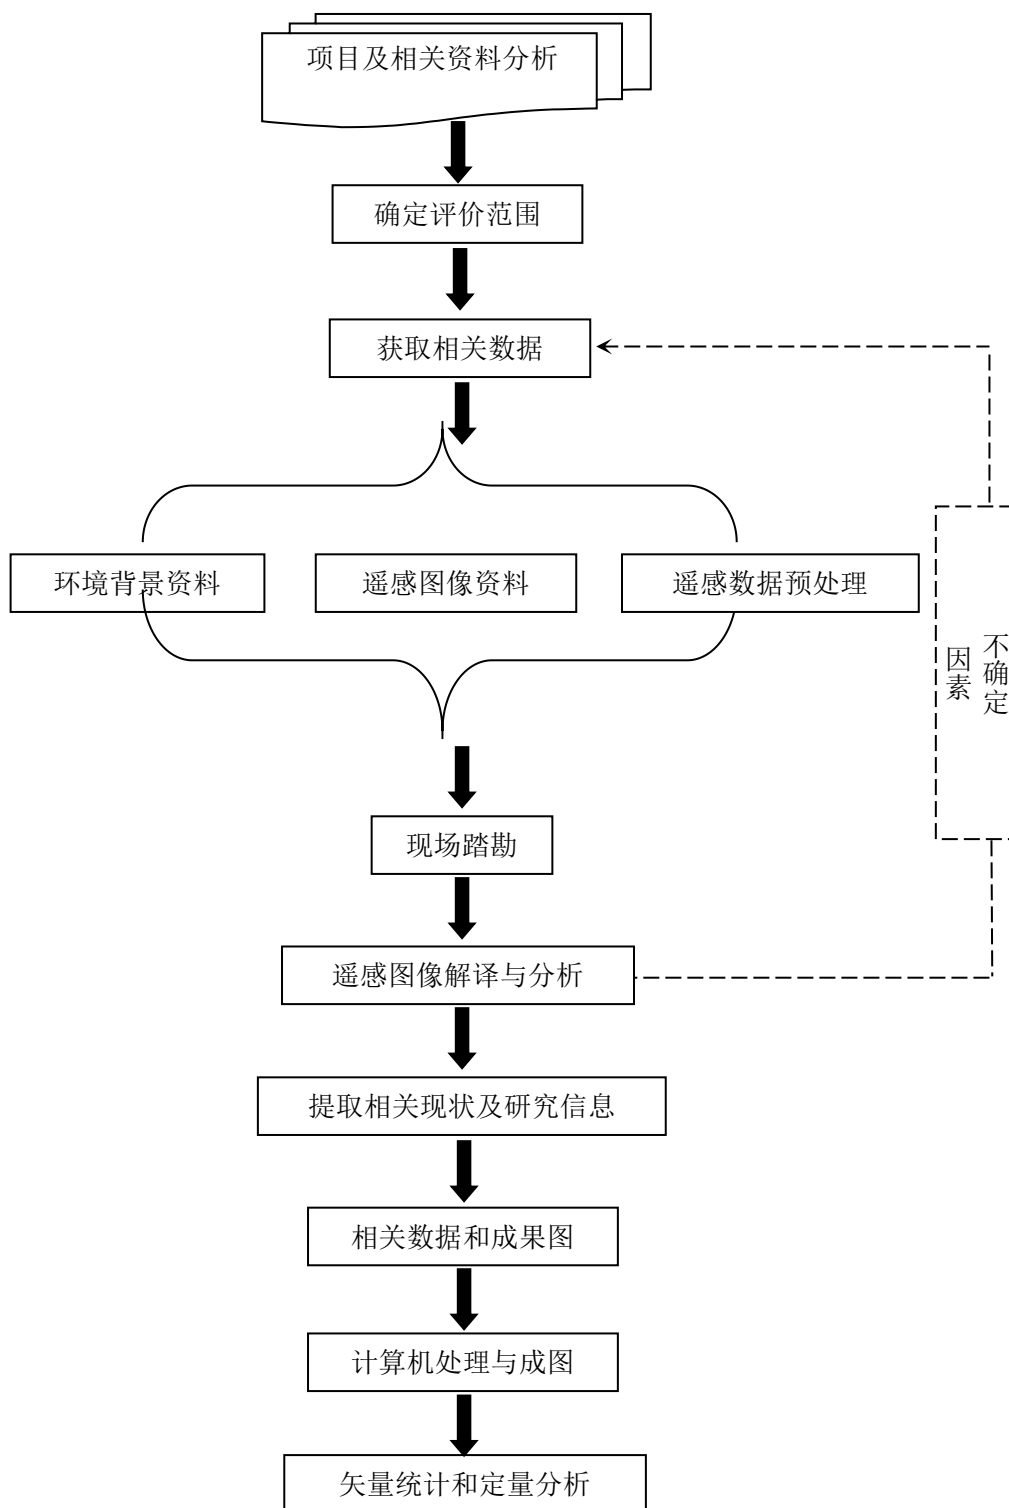 项目及相关资料分析
确定评价范围
获取相关数据
环境背景资料
遥感图像资料
遥感数据预处理
不确定
因素
现场踏勘
遥感图像解译与分析
提取相关现状及研究信息
相关数据和成果图
计算机处理与成图
矢量统计和定量分析